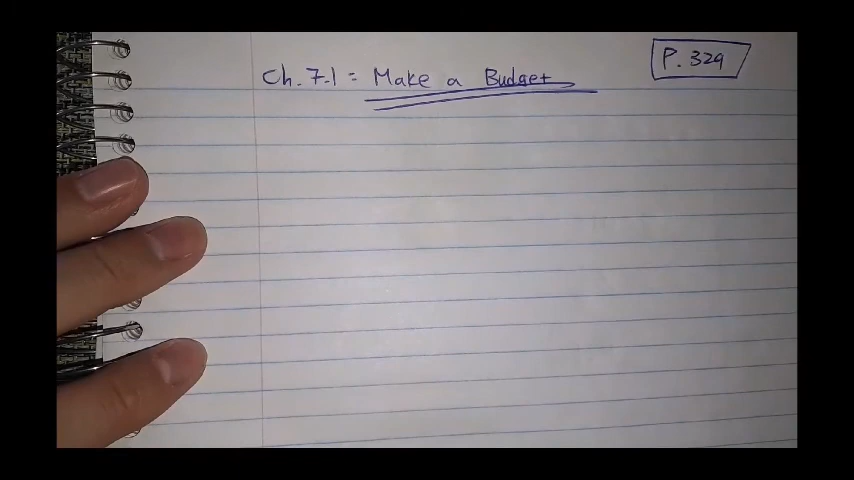 Ch. 7.1 = Make a Budget
P. 329